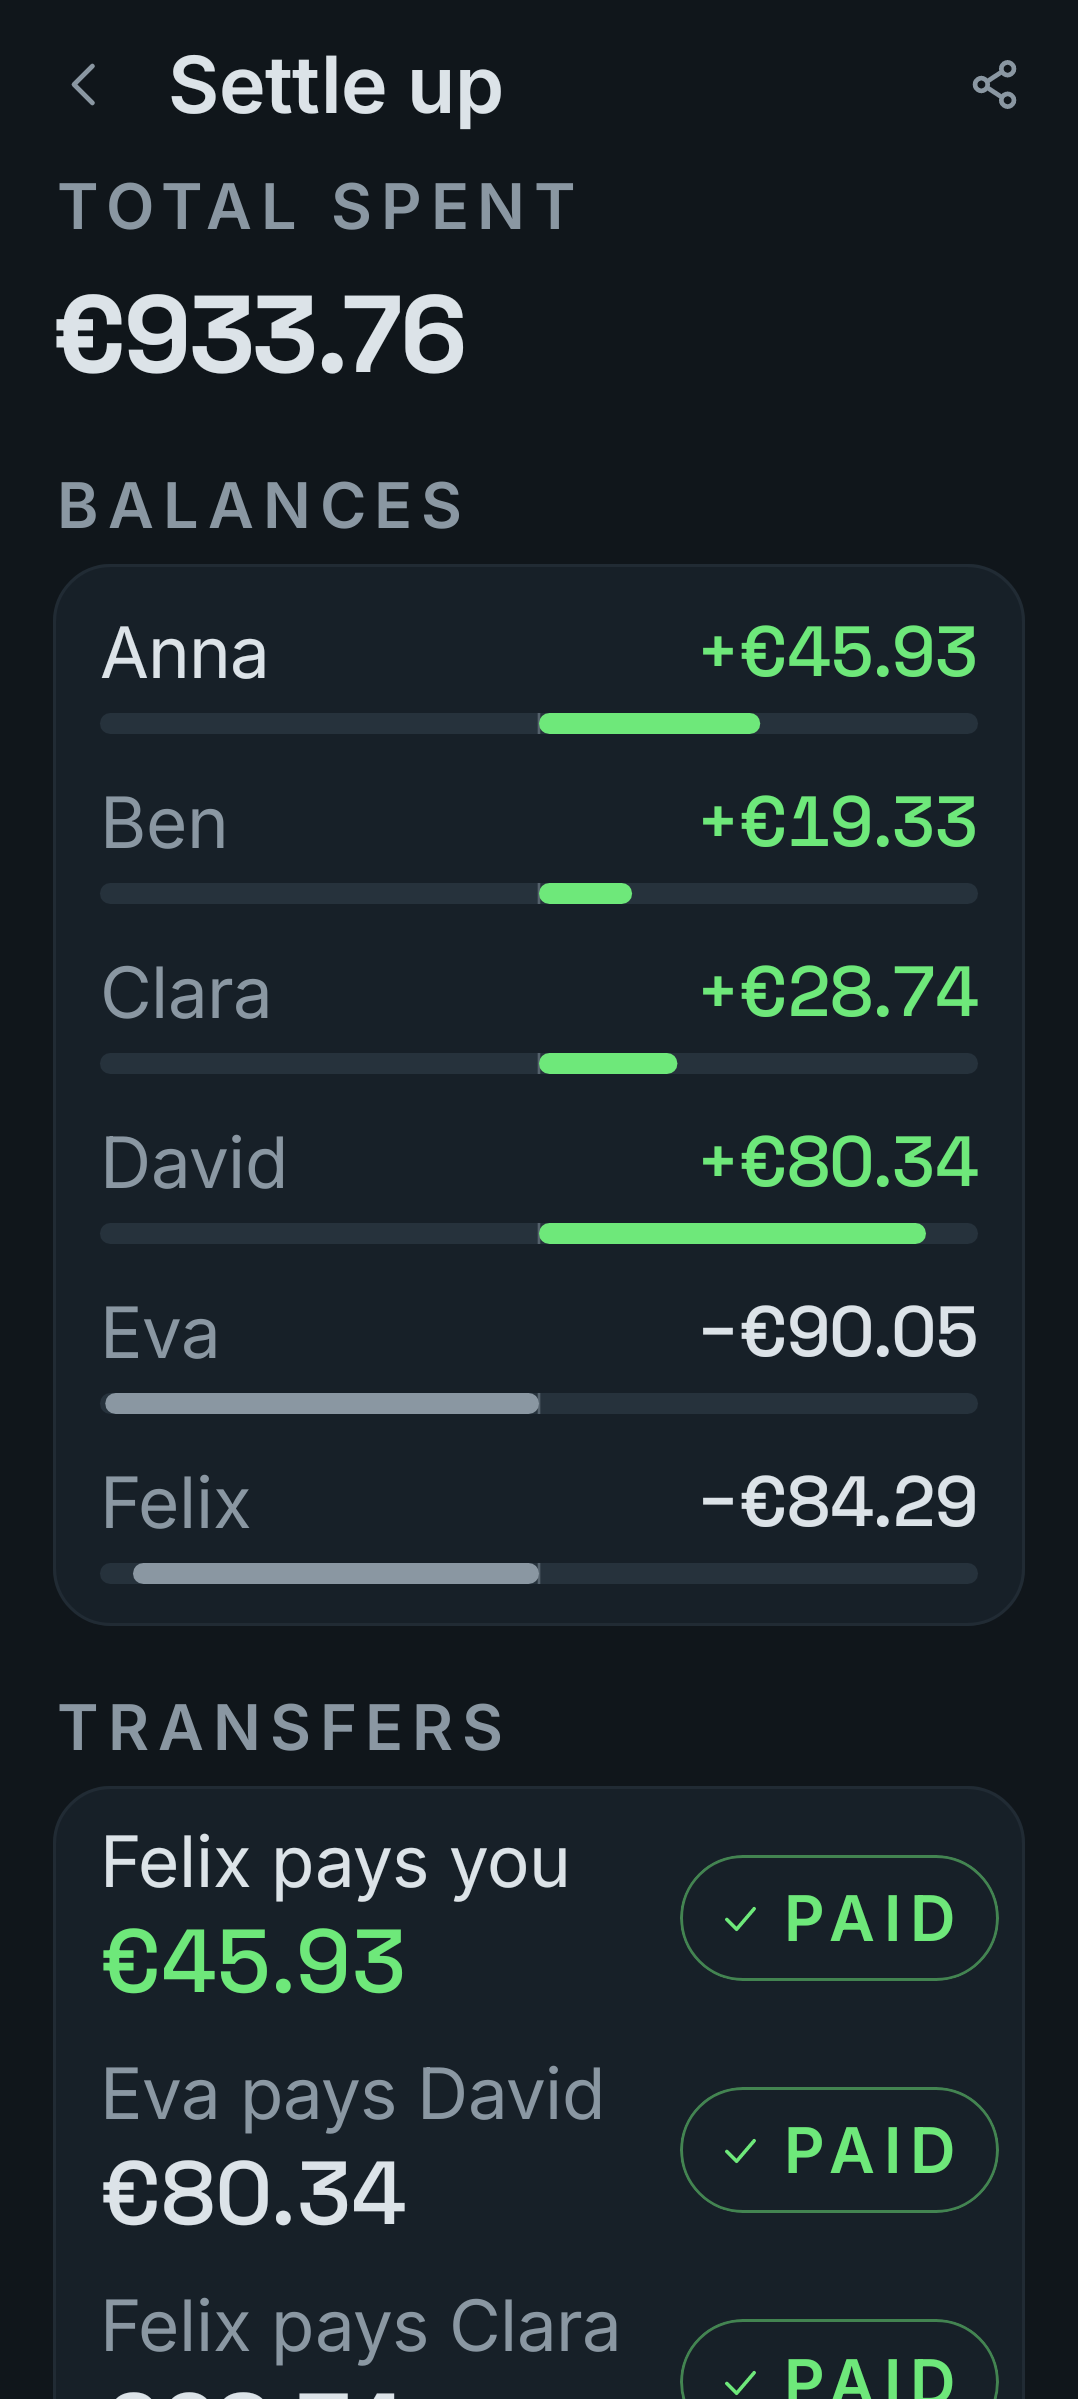 Settle up
TOTAL SPENT
€933.76
BALANCES
Anna +€45.93
Ben +€19.33
Clara +€28.74
David +€80.34
Eva −€90.05
Felix −€84.29
TRANSFERS
Felix pays you
€45.93
PAID
Eva pays David
€80.34
PAID
Felix pays Clara
PAID